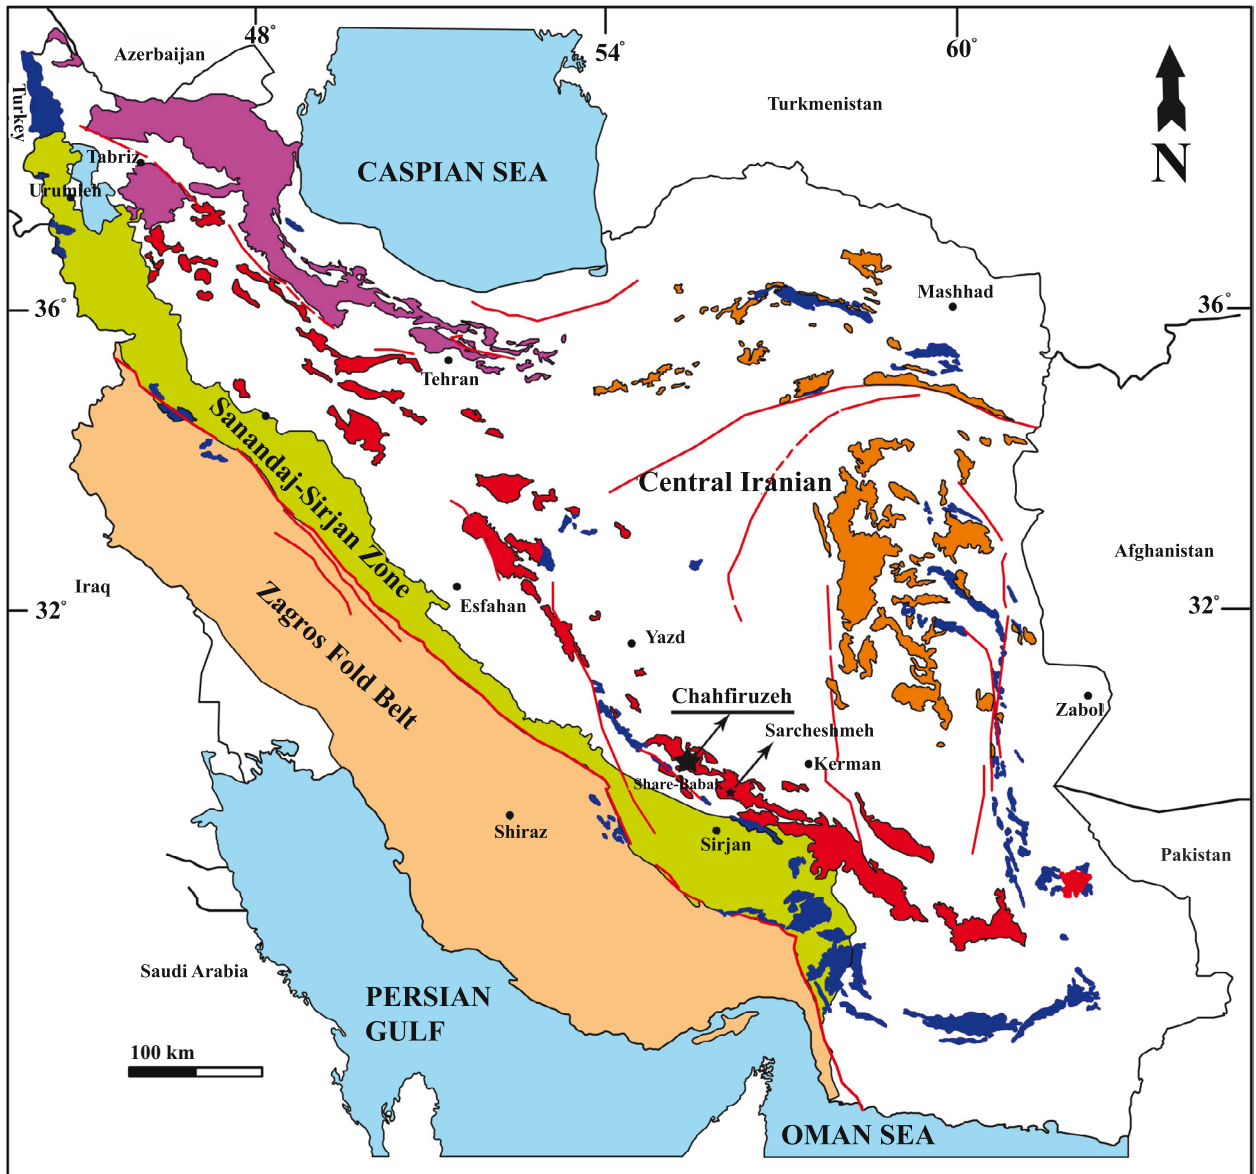 48°
54°
60°
Azerbaijan
Turkey
Turkmenistan
N
CASPIAN SEA
Tabriz
Urumieh
36°
Mashhad
36°
Tehran
Sanandaj-Sirjan Zone
Central Iranian
Afghanistan
Iraq
Esfahan
32°
32°
Zagros Fold Belt
Yazd
Chahfiruzeh
Zabol
Sarcheshmeh
Kerman
Share-Babak
Shiraz
Sirjan
Pakistan
Saudi Arabia
PERSIAN
GULF
100 km
OMAN SEA